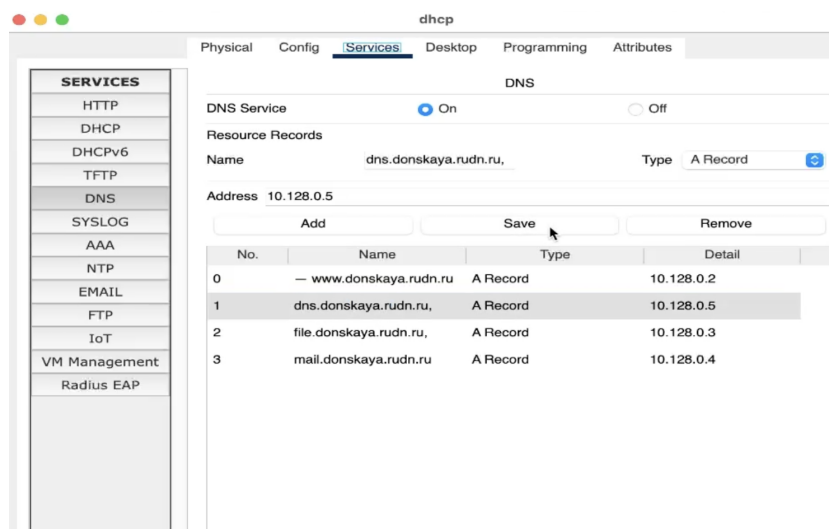 dhcp
Physical Config Services Desktop Programming Attributes
SERVICES
HTTP
DHCP
DHCPv6
TFTP
DNS
SYSLOG
AAA
NTP
EMAIL
FTP
IoT
VM Management
Radius EAP
DNS
DNS Service On Off
Resource Records
Name dns.donskaya.rudn.ru, Type A Record
Address 10.128.0.5
Add Save Remove
No. Name Type Detail
0 — www.donskaya.rudn.ru A Record 10.128.0.2
1 dns.donskaya.rudn.ru, A Record 10.128.0.5
2 file.donskaya.rudn.ru, A Record 10.128.0.3
3 mail.donskaya.rudn.ru A Record 10.128.0.4